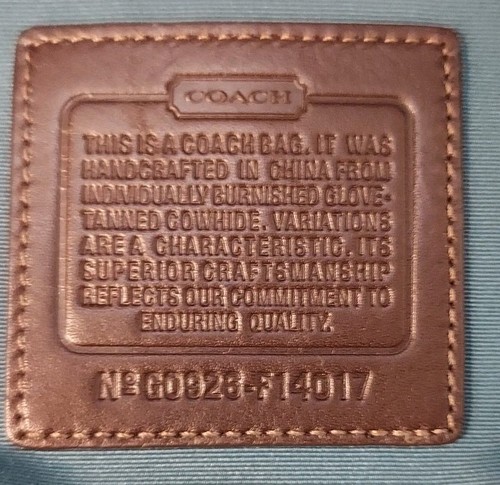 COACH
THIS IS A COACH BAG. IT WAS
HANDCRAFTED IN CHINA FROM
INDIVIDUALLY BURNISHED GLOVE-
TANNED COWHIDE. VARIATIONS
ARE A CHARACTERISTIC. ITS
SUPERIOR CRAFTSMANSHIP
REFLECTS OUR COMMITMENT TO
ENDURING QUALITY.
Nº G0926-F14017